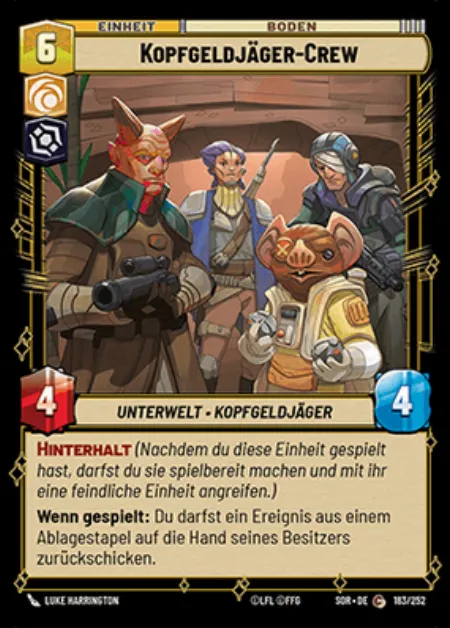 EINHEIT
BODEN
6
KOPFGELDJÄGER-CREW
4
UNTERWELT • KOPFGELDJÄGER
4
HINTERHALT (Nachdem du diese Einheit gespielt
hast, darfst du sie spielbereit machen und mit ihr
eine feindliche Einheit angreifen.)
Wenn gespielt: Du darfst ein Ereignis aus einem
Ablagestapel auf die Hand seines Besitzers
zurückschicken.
LUKE HARRINGTON
©LFL ©FFG
SOR • DE C 183/252